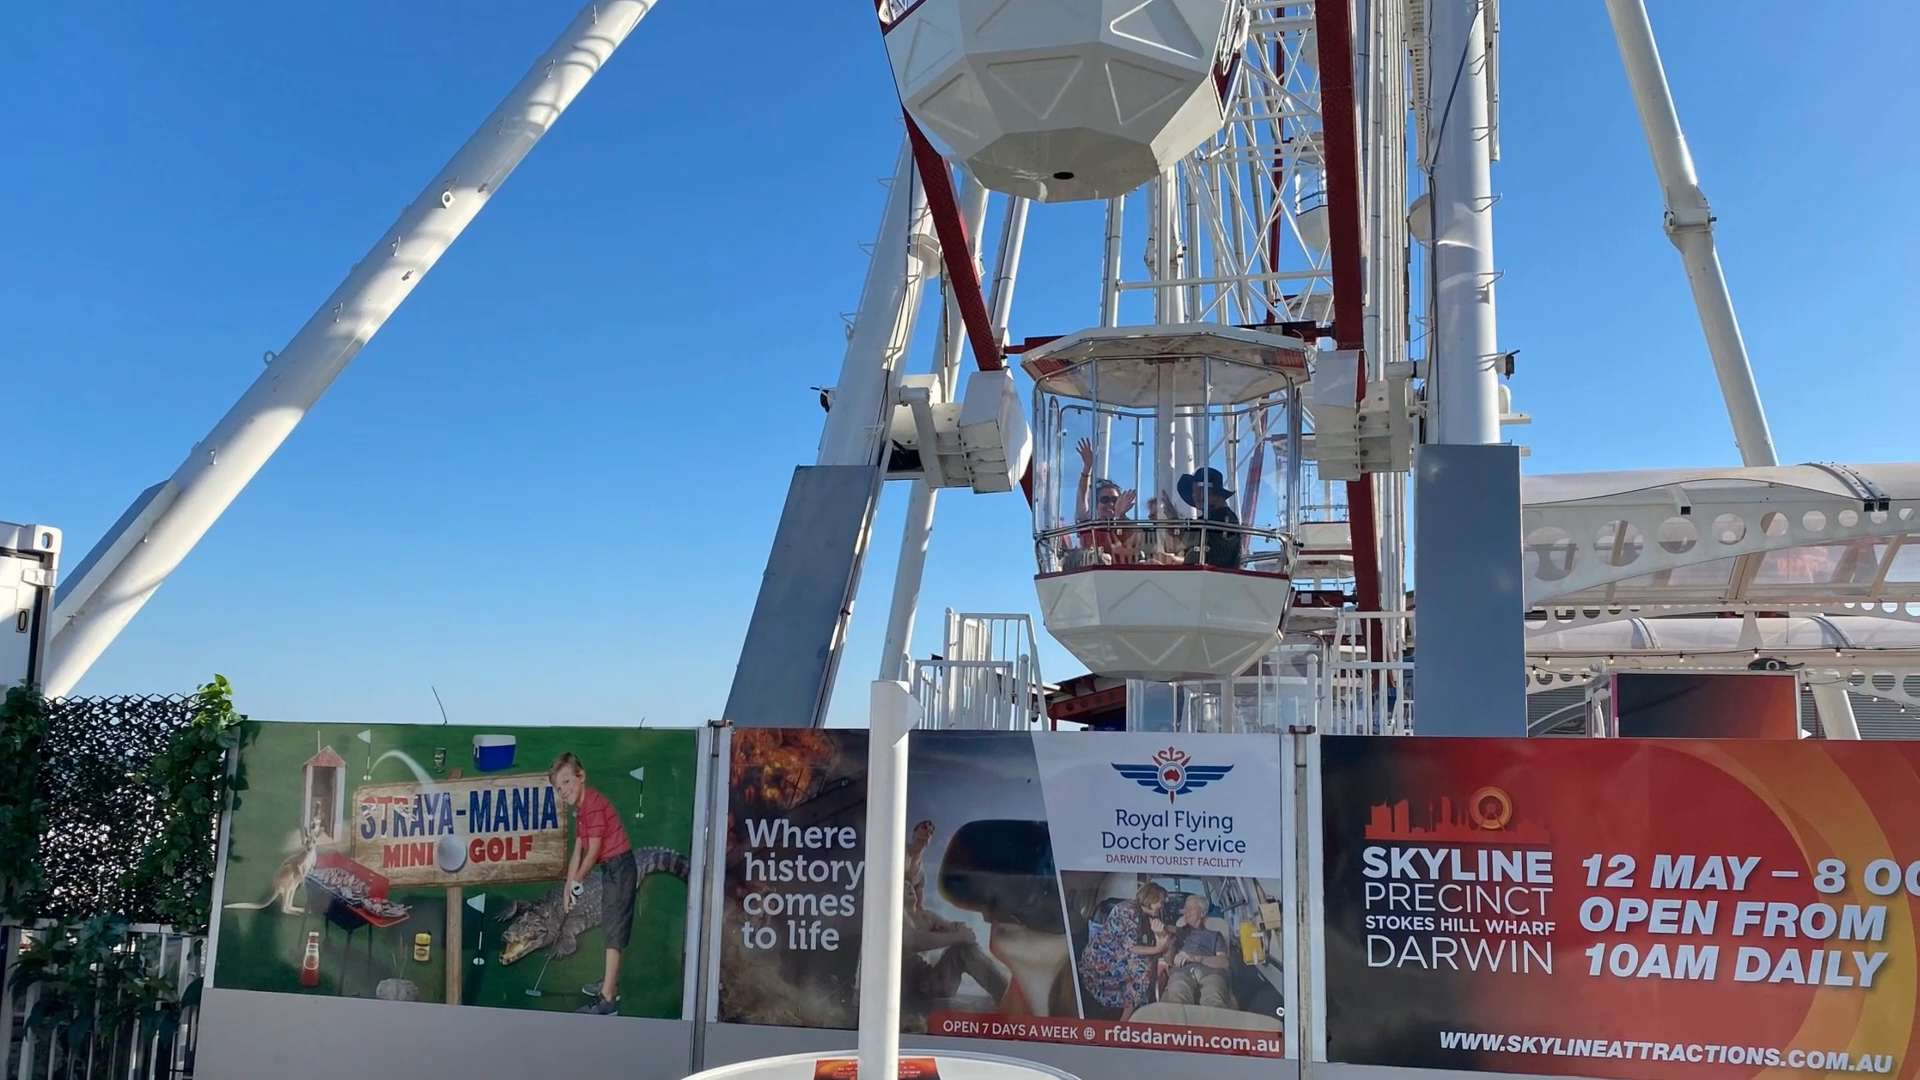 STRAYA-MANIA
MINI GOLF
Where
history
comes
to life
Royal Flying
Doctor Service
DARWIN TOURIST FACILITY
OPEN 7 DAYS A WEEK rfdsdarwin.com.au
SKYLINE
PRECINCT
STOKES HILL WHARF
DARWIN
12 MAY – 8 OC
OPEN FROM
10AM DAILY
WWW.SKYLINEATTRACTIONS.COM.AU